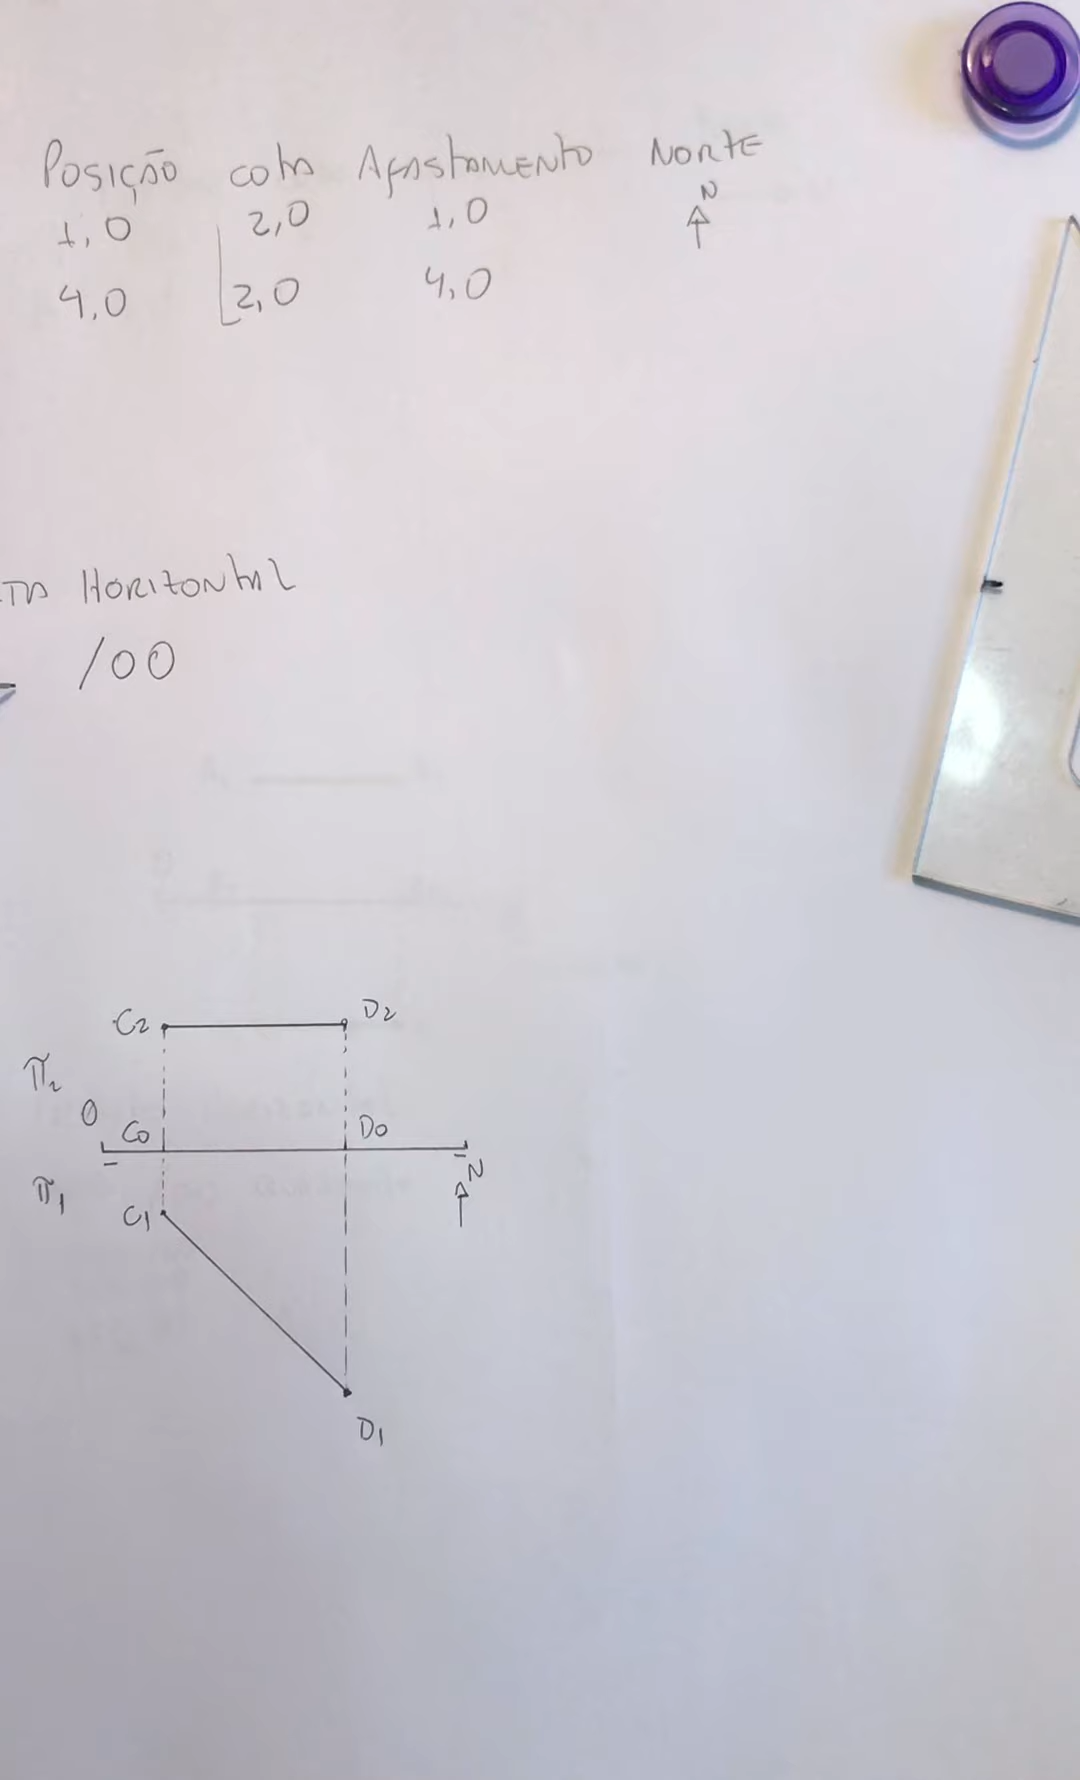 POSIÇÃO COTA AFASTAMENTO NORTE
1,0 2,0 1,0 N
4,0 2,0 4,0
TA HORIZONTAL
/00
C2 D2
π2
0 C0 D0
π1 N
C1
D1